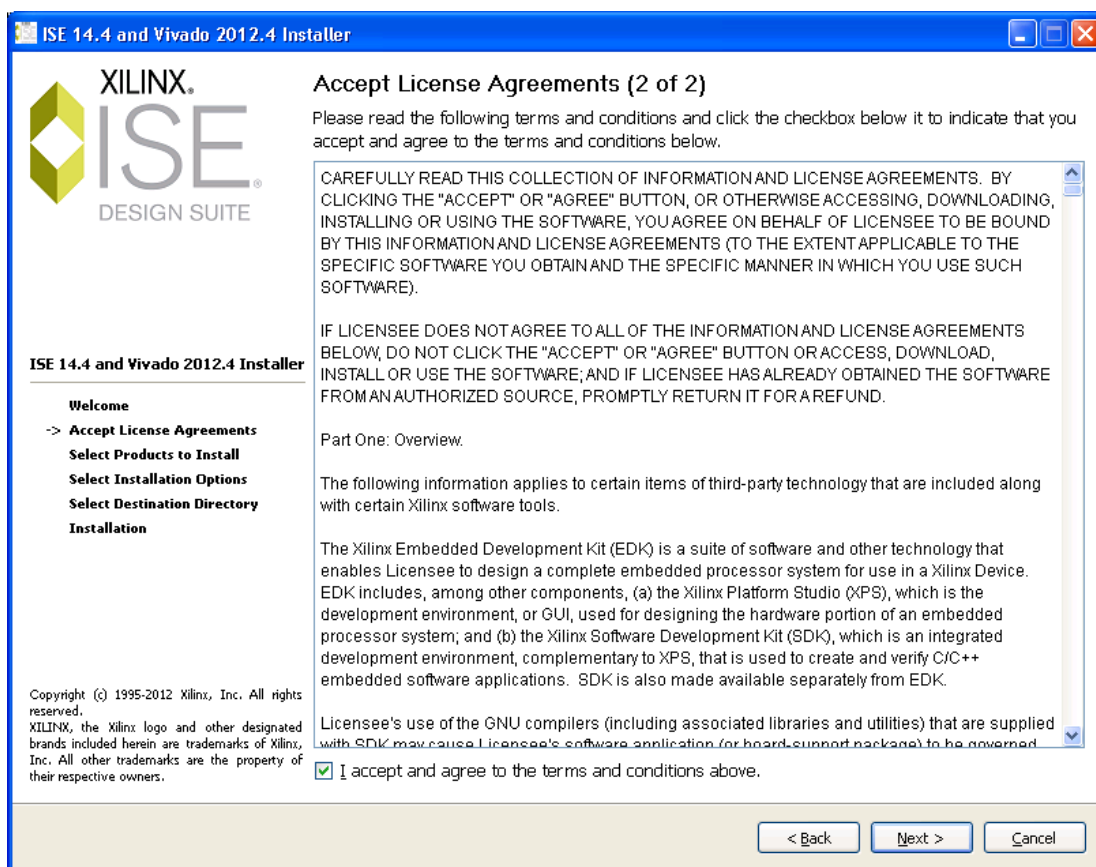 ISE 14.4 and Vivado 2012.4 Installer
XILINX®
ISE®
DESIGN SUITE
ISE 14.4 and Vivado 2012.4 Installer
Welcome
-> Accept License Agreements
Select Products to Install
Select Installation Options
Select Destination Directory
Installation
Copyright (c) 1995-2012 Xilinx, Inc. All rights
reserved.
XILINX, the Xilinx logo and other designated
brands included herein are trademarks of Xilinx,
Inc. All other trademarks are the property of
their respective owners.
Accept License Agreements (2 of 2)
Please read the following terms and conditions and click the checkbox below it to indicate that you
accept and agree to the terms and conditions below.
CAREFULLY READ THIS COLLECTION OF INFORMATION AND LICENSE AGREEMENTS.  BY
CLICKING THE "ACCEPT" OR "AGREE" BUTTON, OR OTHERWISE ACCESSING, DOWNLOADING,
INSTALLING OR USING THE SOFTWARE, YOU AGREE ON BEHALF OF LICENSEE TO BE BOUND
BY THIS INFORMATION AND LICENSE AGREEMENTS (TO THE EXTENT APPLICABLE TO THE
SPECIFIC SOFTWARE YOU OBTAIN AND THE SPECIFIC MANNER IN WHICH YOU USE SUCH
SOFTWARE).
IF LICENSEE DOES NOT AGREE TO ALL OF THE INFORMATION AND LICENSE AGREEMENTS
BELOW, DO NOT CLICK THE "ACCEPT" OR "AGREE" BUTTON OR ACCESS, DOWNLOAD,
INSTALL OR USE THE SOFTWARE; AND IF LICENSEE HAS ALREADY OBTAINED THE SOFTWARE
FROM AN AUTHORIZED SOURCE, PROMPTLY RETURN IT FOR A REFUND.
Part One: Overview.
The following information applies to certain items of third-party technology that are included along
with certain Xilinx software tools.
The Xilinx Embedded Development Kit (EDK) is a suite of software and other technology that
enables Licensee to design a complete embedded processor system for use in a Xilinx Device.
EDK includes, among other components, (a) the Xilinx Platform Studio (XPS), which is the
development environment, or GUI, used for designing the hardware portion of an embedded
processor system; and (b) the Xilinx Software Development Kit (SDK), which is an integrated
development environment, complementary to XPS, that is used to create and verify C/C++
embedded software applications.  SDK is also made available separately from EDK.
Licensee's use of the GNU compilers (including associated libraries and utilities) that are supplied
with SDK may cause Licensee's software application (or board-support package) to be governed
I accept and agree to the terms and conditions above.
< Back
Next >
Cancel